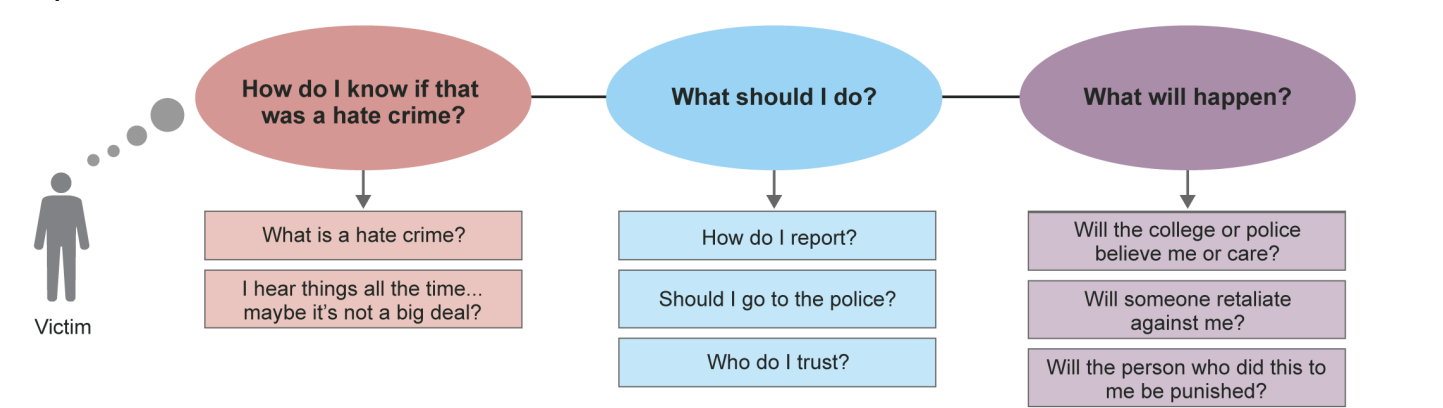 How do I know if that
was a hate crime?
What should I do?
What will happen?
What is a hate crime?
I hear things all the time...
maybe it's not a big deal?
How do I report?
Should I go to the police?
Who do I trust?
Will the college or police
believe me or care?
Will someone retaliate
against me?
Will the person who did this to
me be punished?
Victim